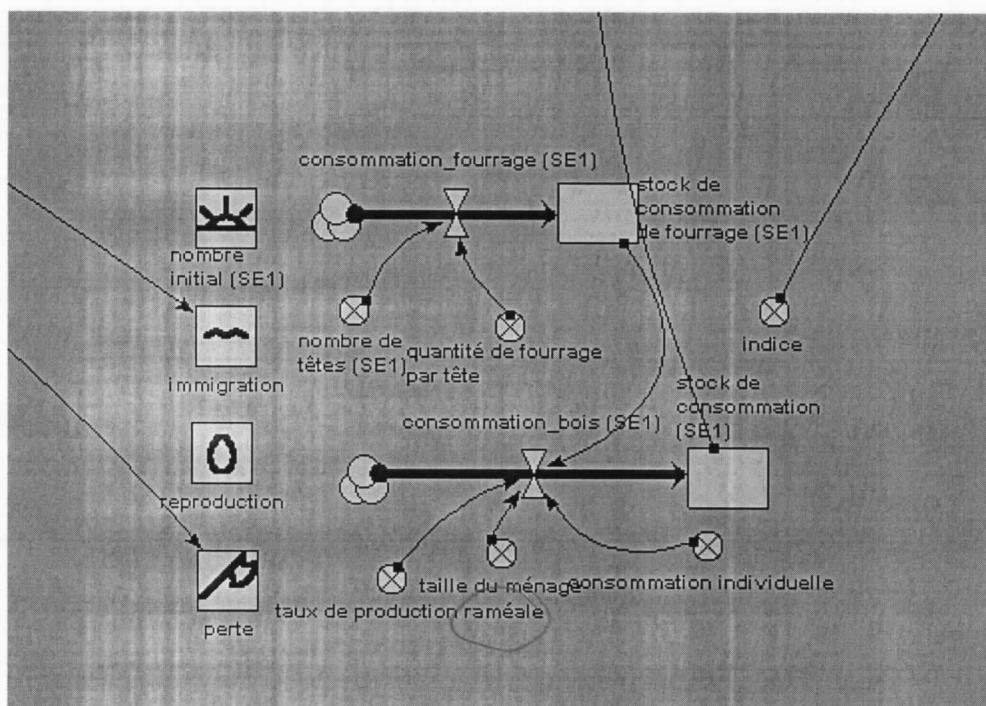 consommation_fourrage (SE1)
stock de
consommation
de fourrage (SE1)
nombre
initial (SE1)
nombre de
têtes (SE1)
quantité de fourrage
par tête
indice
immigration
stock de
consommation
(SE1)
consommation_bois (SE1)
reproduction
taille du ménage
consommation individuelle
taux de production raméale
perte